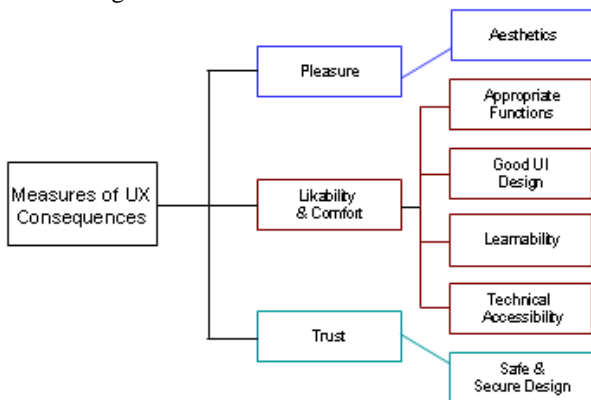 Aesthetics
Pleasure
Appropriate
Functions
Good UI
Design
Measures of UX
Consequences
Likability
& Comfort
Learnability
Technical
Accessibility
Trust
Safe &
Secure Design